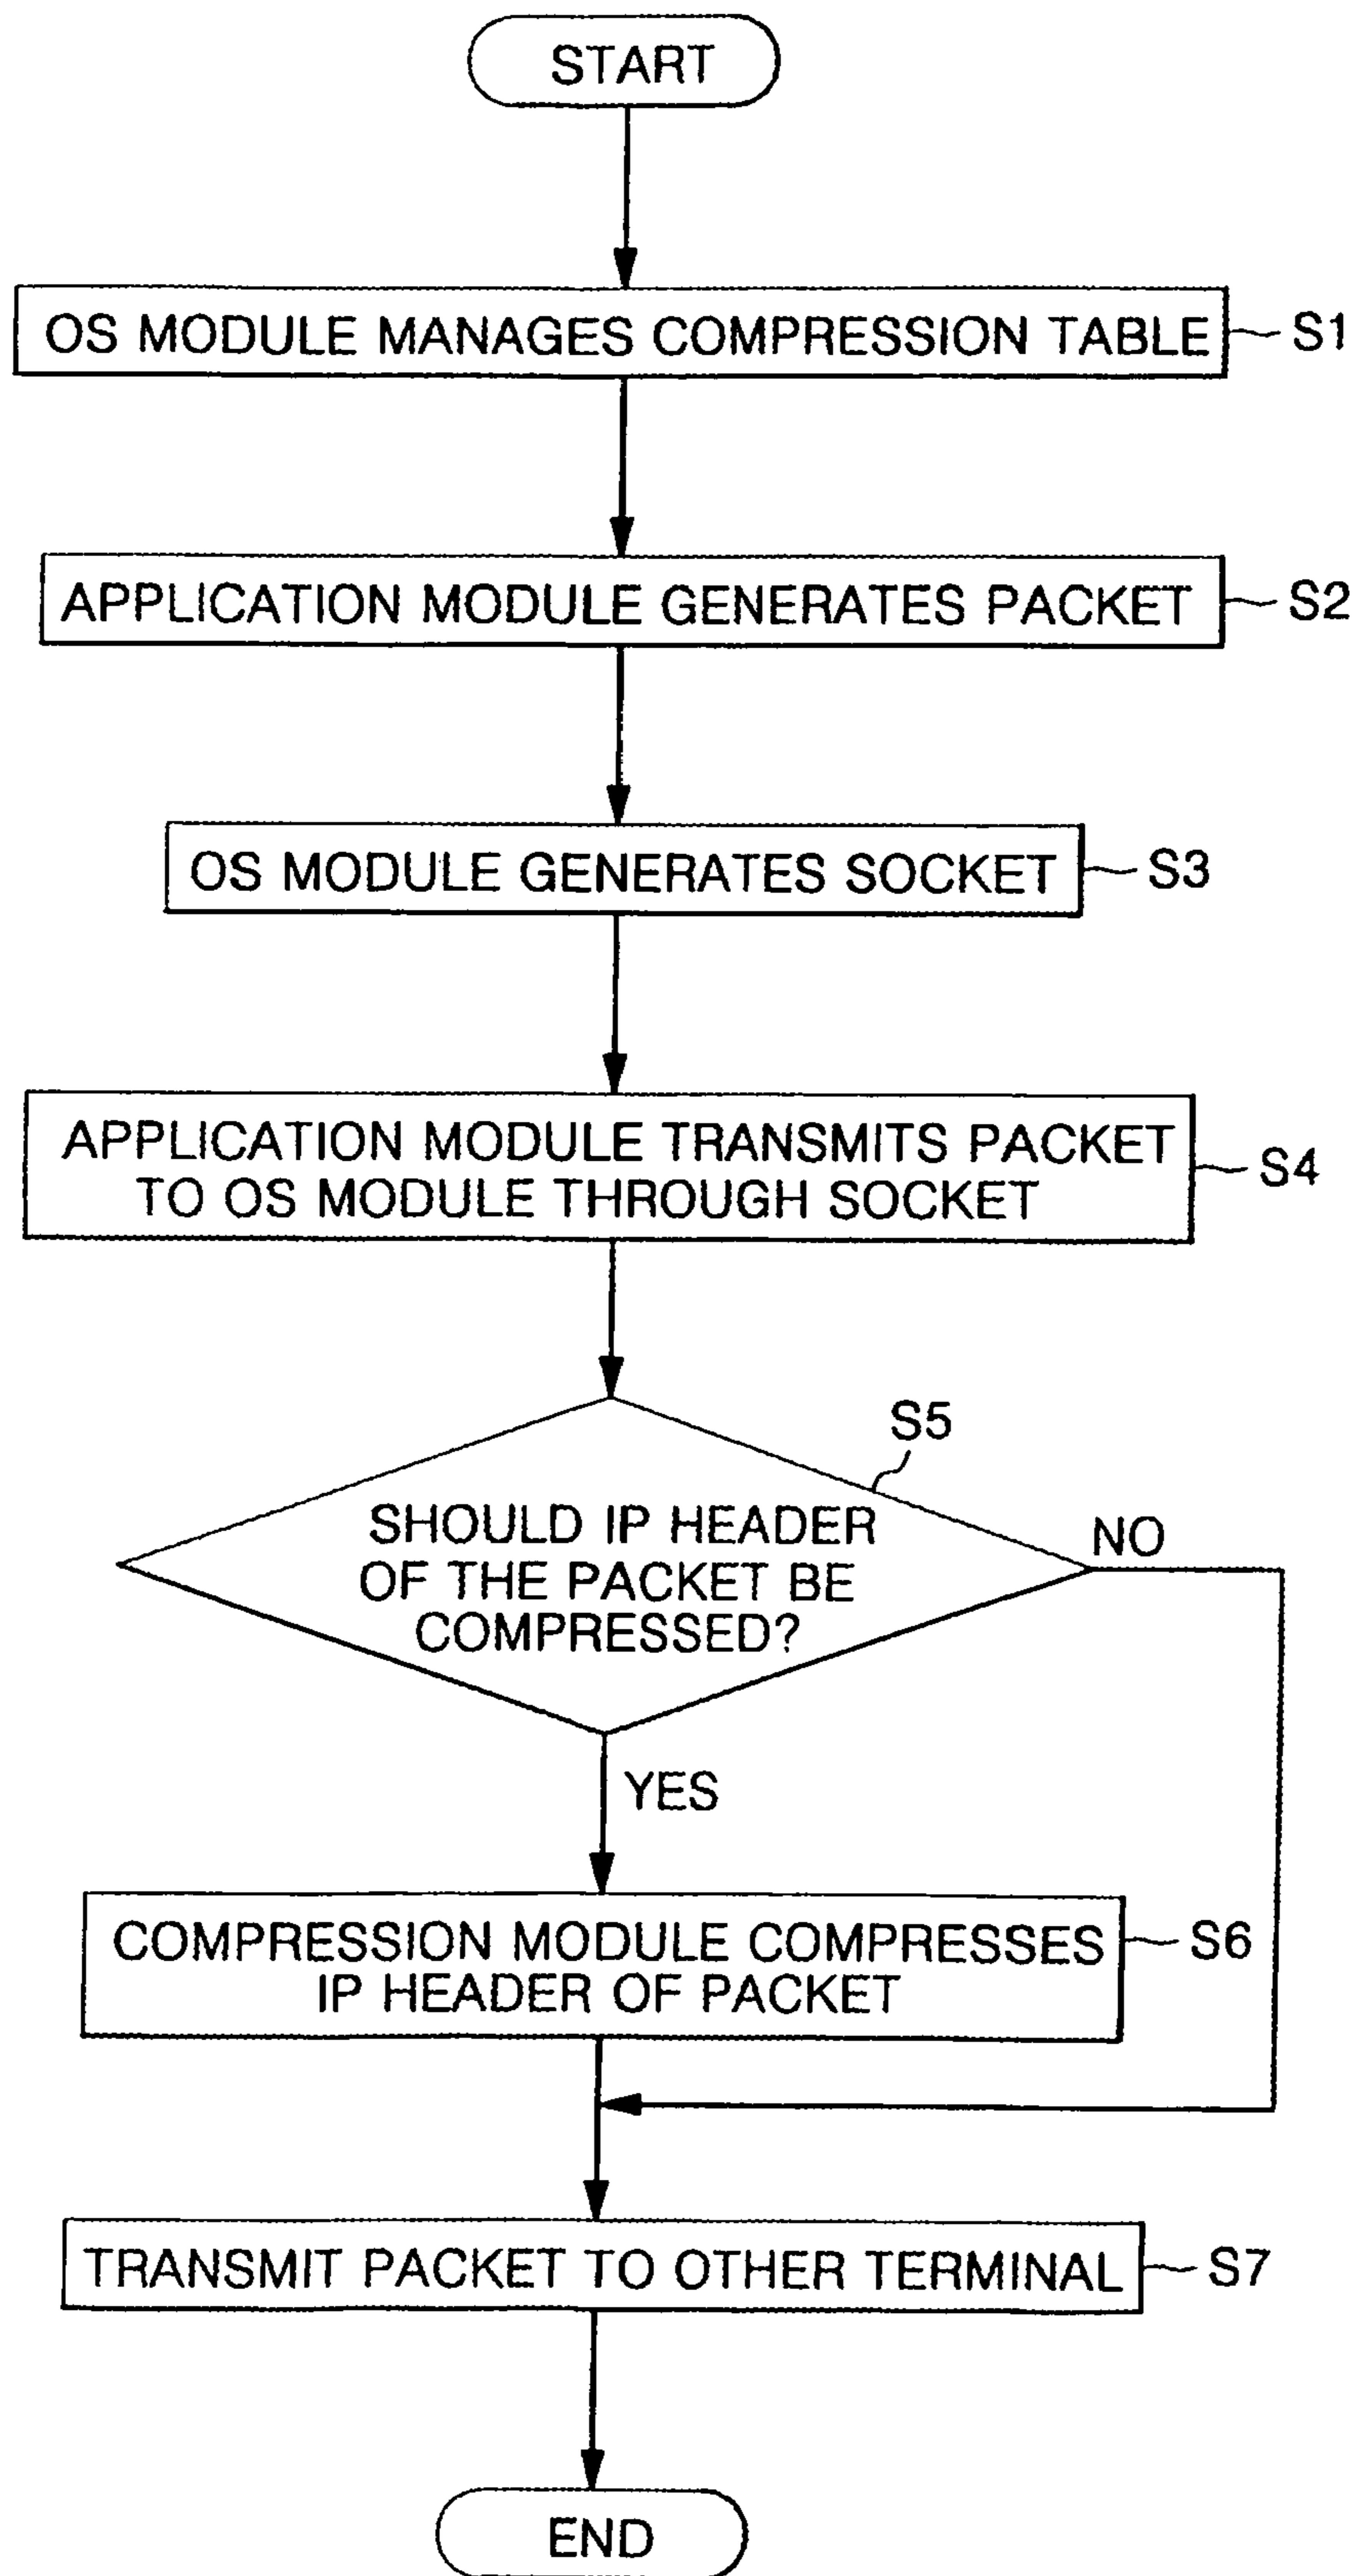 START
OS MODULE MANAGES COMPRESSION TABLE
S1
APPLICATION MODULE GENERATES PACKET
S2
OS MODULE GENERATES SOCKET
S3
APPLICATION MODULE TRANSMITS PACKET
TO OS MODULE THROUGH SOCKET
S4
S5
SHOULD IP HEADER
OF THE PACKET BE
COMPRESSED?
NO
YES
COMPRESSION MODULE COMPRESSES
IP HEADER OF PACKET
S6
TRANSMIT PACKET TO OTHER TERMINAL
S7
END